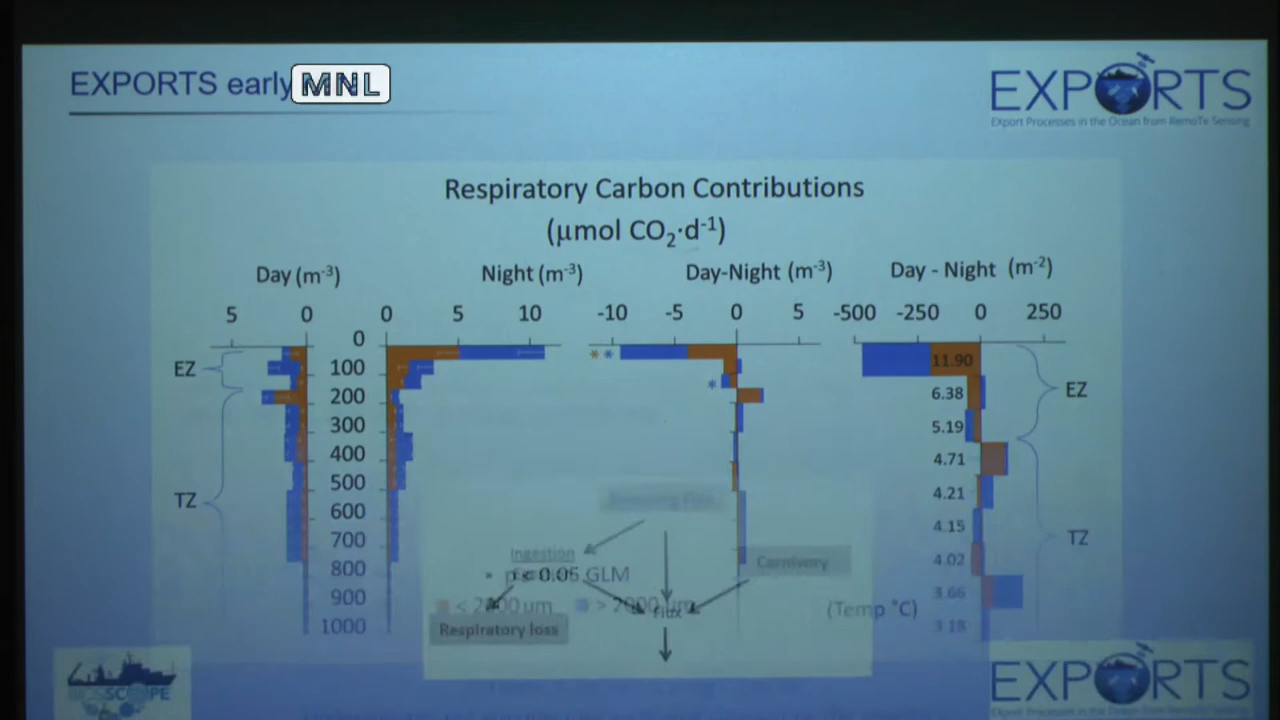 EXPORTS early MNL
EXPORTS
EXport Processes in the Ocean from RemoTe Sensing
Respiratory Carbon Contributions
(µmol CO2·d-1)
Day (m-3) Night (m-3) Day-Night (m-3) Day - Night (m-2)
5 0 0 5 10 -10 -5 0 5 -500 -250 0 250
0
EZ 100 * * 11.90 EZ
200 * 6.38
300 5.19
400 4.71
TZ 500 4.21 TZ
600 4.15
700 4.02
800 3.66
900 3.18
1000
Ingestion
Carnivory
* p < 0.05 GLM
< 2000 um > 2000 um
Flux
(Temp °C)
Respiratory loss
BIOS SCOPE
EXPORTS
EXport Processes in the Ocean from RemoTe Sensing